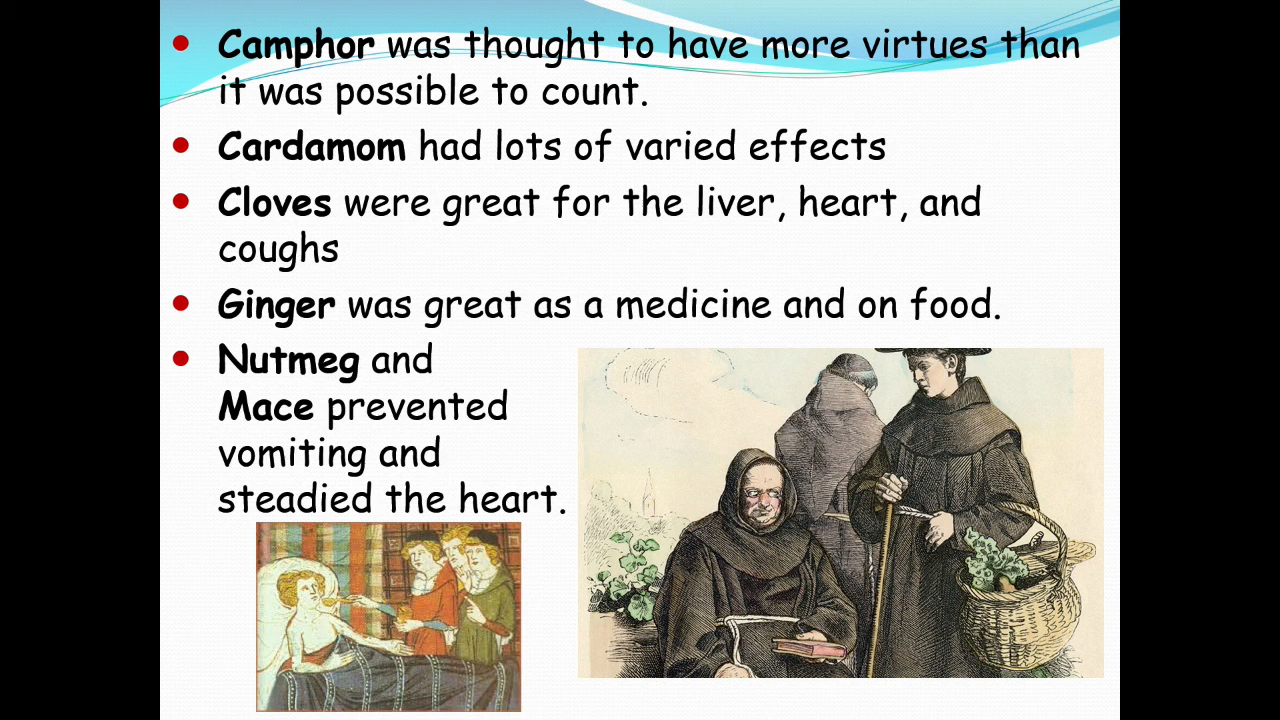 Camphor was thought to have more virtues than
it was possible to count.
Cardamom had lots of varied effects
Cloves were great for the liver, heart, and
coughs
Ginger was great as a medicine and on food.
Nutmeg and
Mace prevented
vomiting and
steadied the heart.